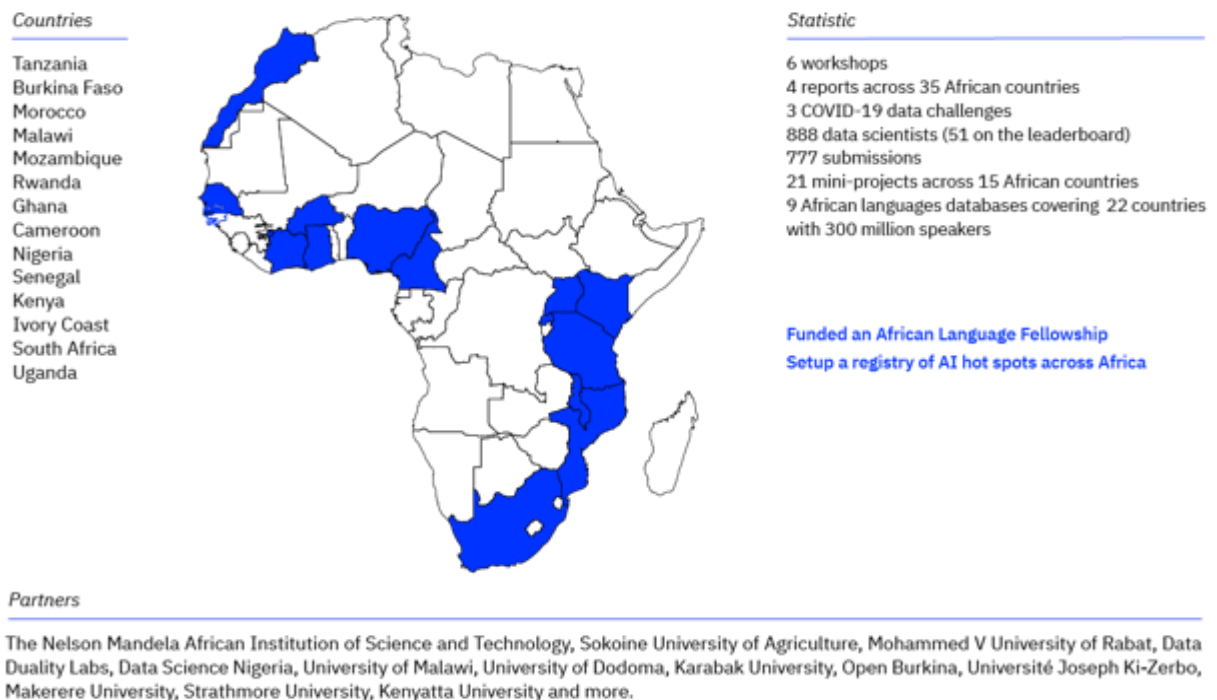 Countries
Tanzania
Burkina Faso
Morocco
Malawi
Mozambique
Rwanda
Ghana
Cameroon
Nigeria
Senegal
Kenya
Ivory Coast
South Africa
Uganda
Statistic
6 workshops
4 reports across 35 African countries
3 COVID-19 data challenges
888 data scientists (51 on the leaderboard)
777 submissions
21 mini-projects across 15 African countries
9 African languages databases covering 22 countries
with 300 million speakers
Funded an African Language Fellowship
Setup a registry of AI hot spots across Africa
Partners
The Nelson Mandela African Institution of Science and Technology, Sokoine University of Agriculture, Mohammed V University of Rabat, Data
Duality Labs, Data Science Nigeria, University of Malawi, University of Dodoma, Karabak University, Open Burkina, Université Joseph Ki-Zerbo,
Makerere University, Strathmore University, Kenyatta University and more.